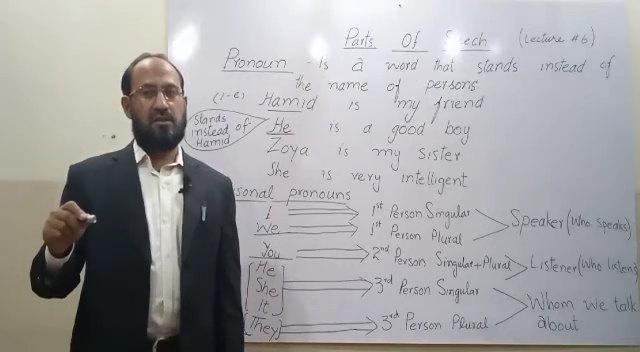 Parts Of Speech (Lecture #6)
Pronoun - is a word that stands instead of
the name of persons
(i-e) Hamid is my friend
Stands instead of Hamid
He is a good boy
Zoya is my sister
She is very intelligent
sonal pronouns
I 1st Person Singular
We 1st Person Plural
Speaker (Who speaks)
You 2nd Person Singular + Plural Listener (Who listens
He
She 3rd Person Singular
It
Whom we talk about
They 3rd Person Plural